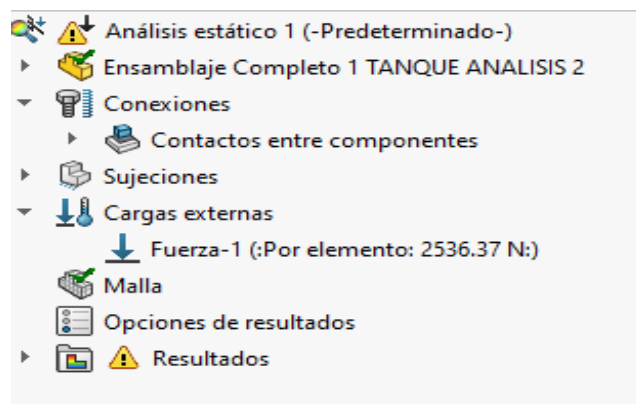 Análisis estático 1 (-Predeterminado-)
Ensamblaje Completo 1 TANQUE ANALISIS 2
Conexiones
Contactos entre componentes
Sujeciones
Cargas externas
Fuerza-1 (:Por elemento: 2536.37 N:)
Malla
Opciones de resultados
Resultados